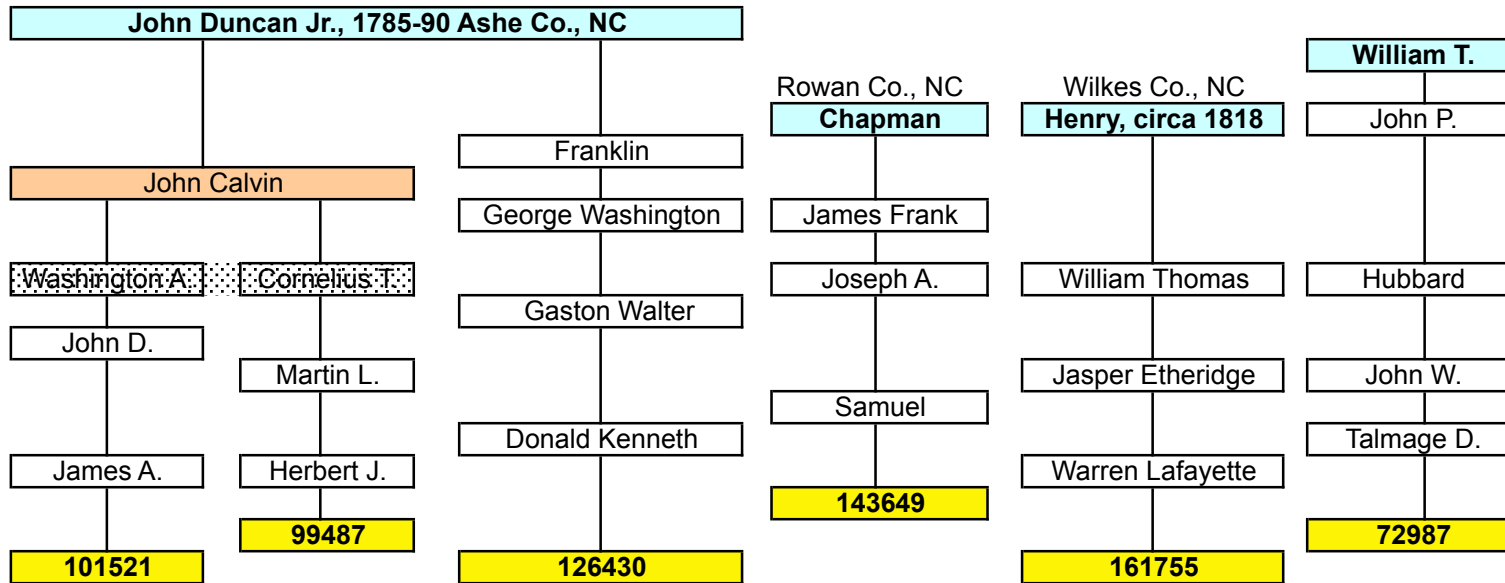 John Duncan Jr., 1785-90 Ashe Co., NC
John Calvin
Washington A.
John D.
James A.
101521
Cornelius T.
Martin L.
Herbert J.
99487
Franklin
George Washington
Gaston Walter
Donald Kenneth
126430
Rowan Co., NC
Chapman
James Frank
Joseph A.
Samuel
143649
Wilkes Co., NC
Henry, circa 1818
William Thomas
Jasper Etheridge
Warren Lafayette
161755
William T.
John P.
Hubbard
John W.
Talmage D.
72987